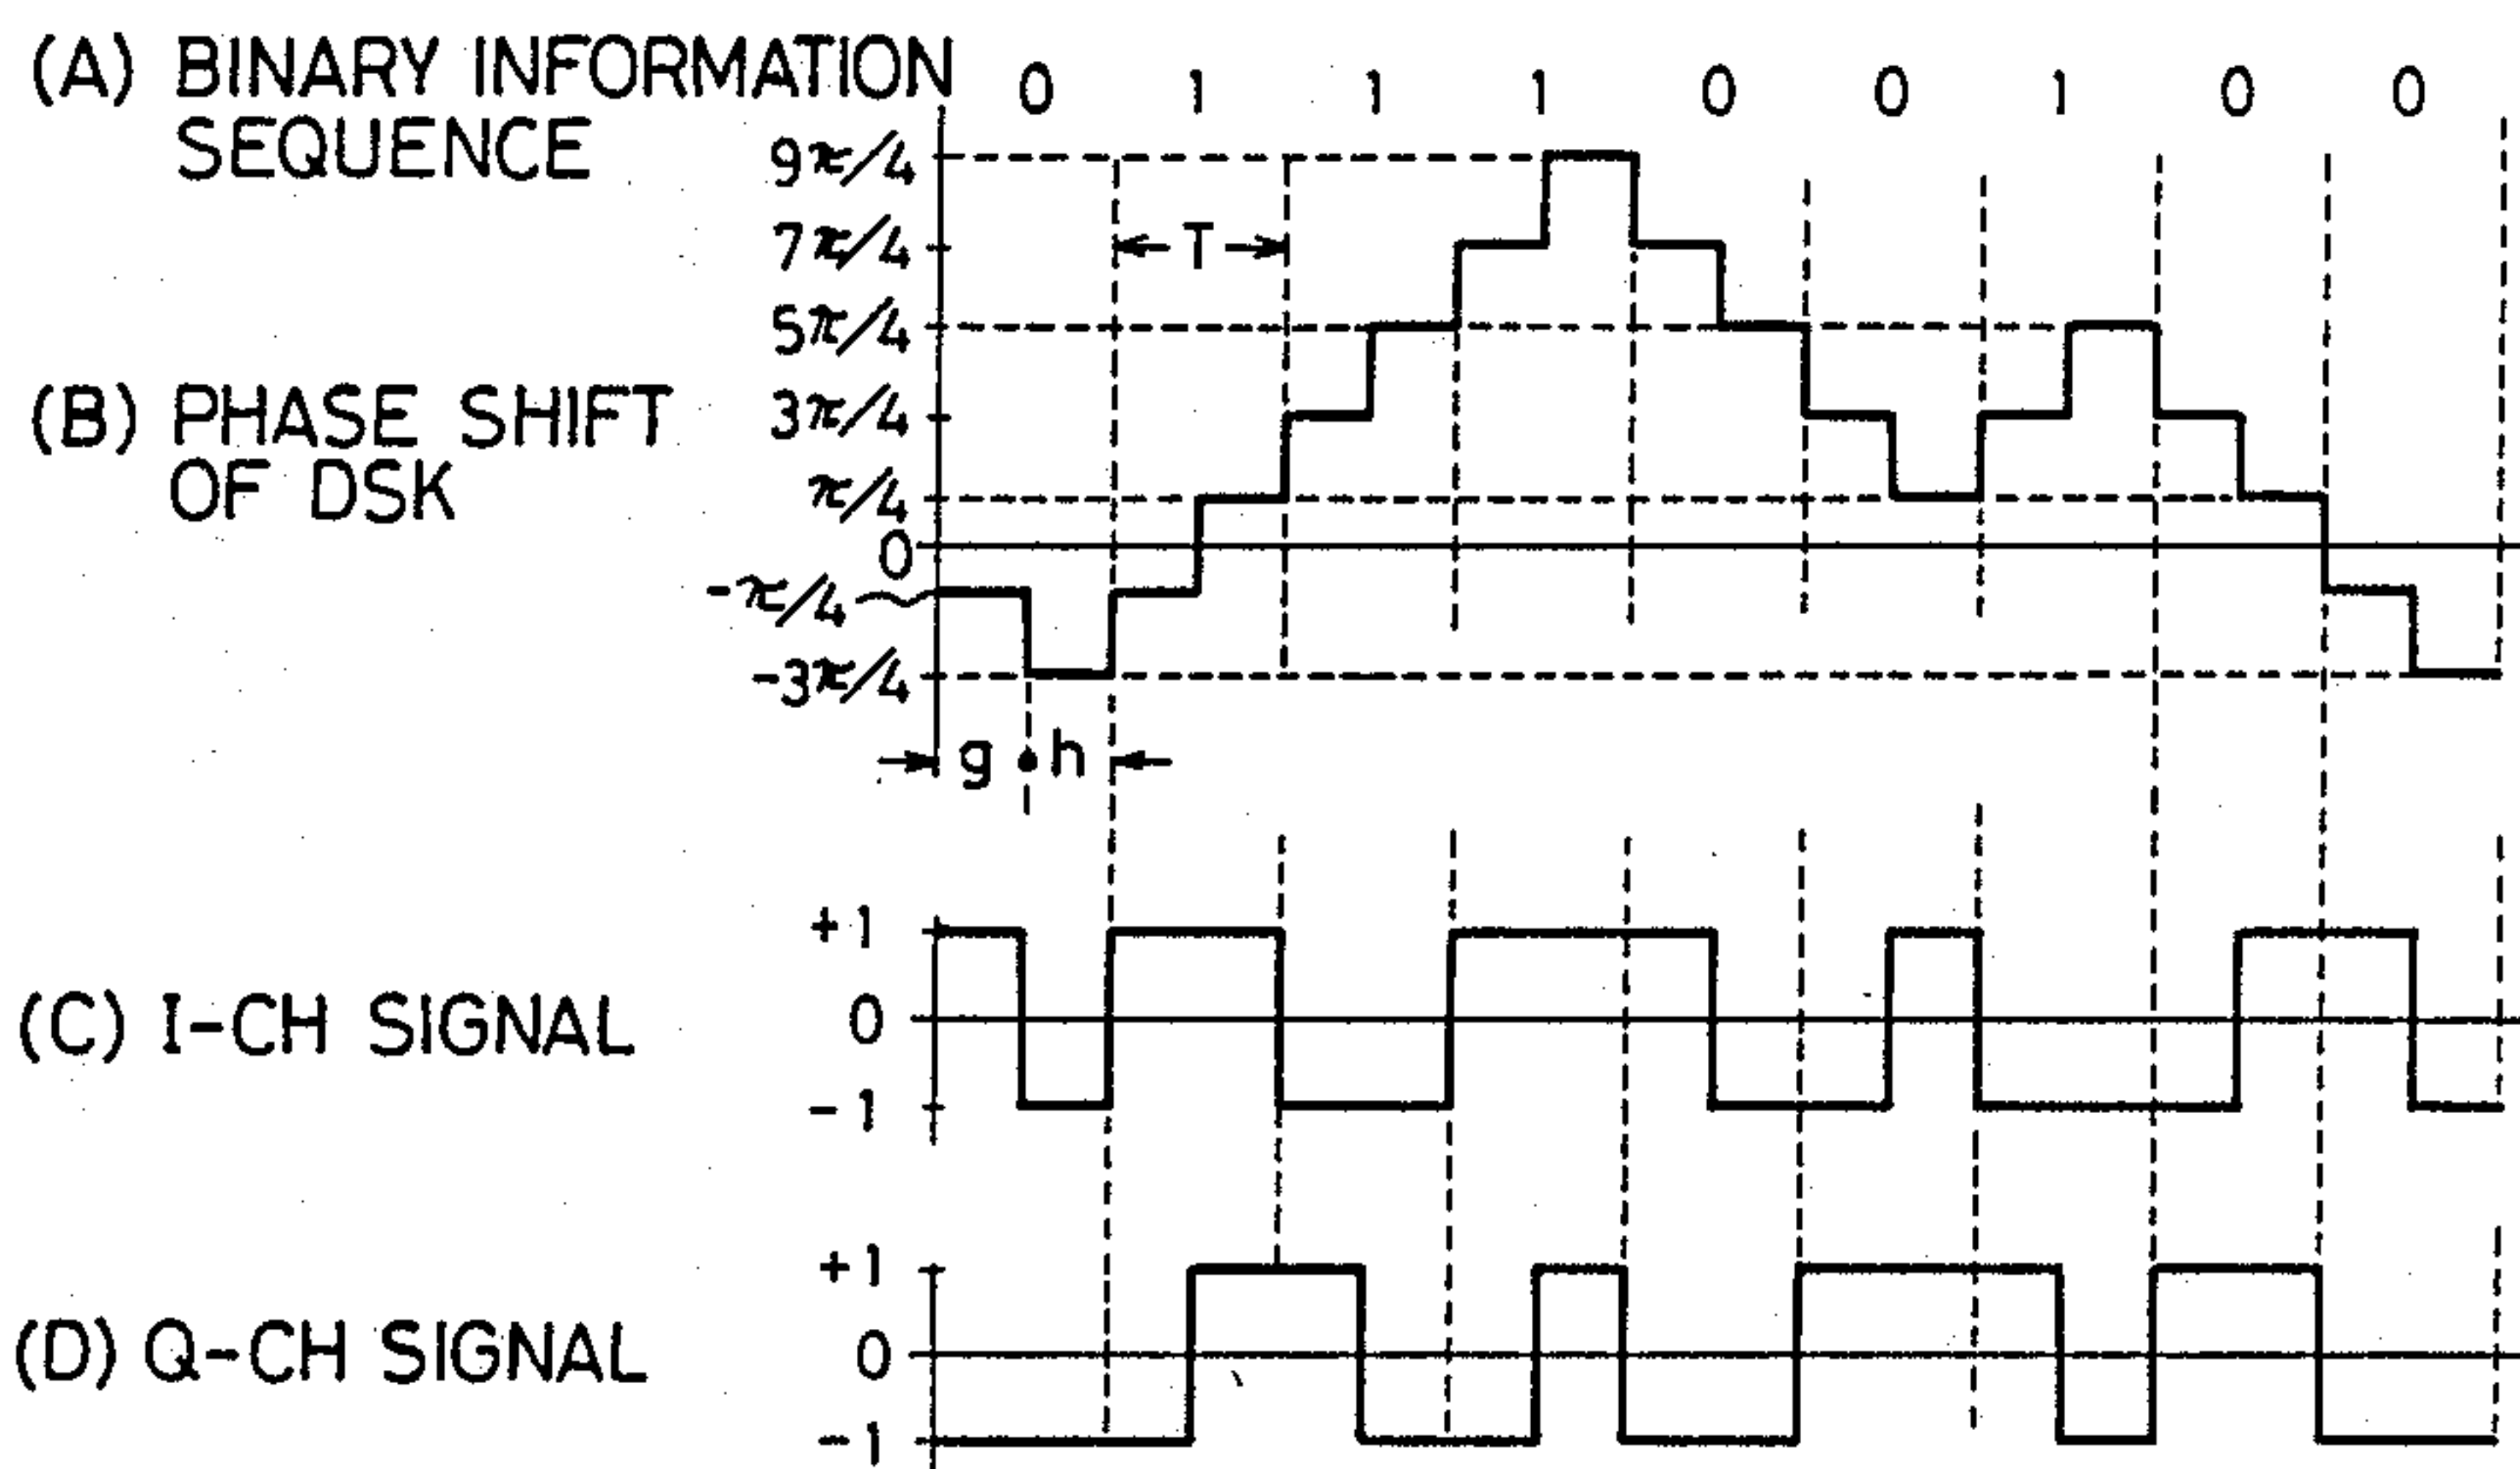 (A) BINARY INFORMATION SEQUENCE
0 1 1 1 0 0 1 0 0
9π/4
7π/4
T
5π/4
(B) PHASE SHIFT OF DSK
3π/4
π/4
0
-π/4
-3π/4
g h
(C) I-CH SIGNAL
+1
0
-1
(D) Q-CH SIGNAL
+1
0
-1